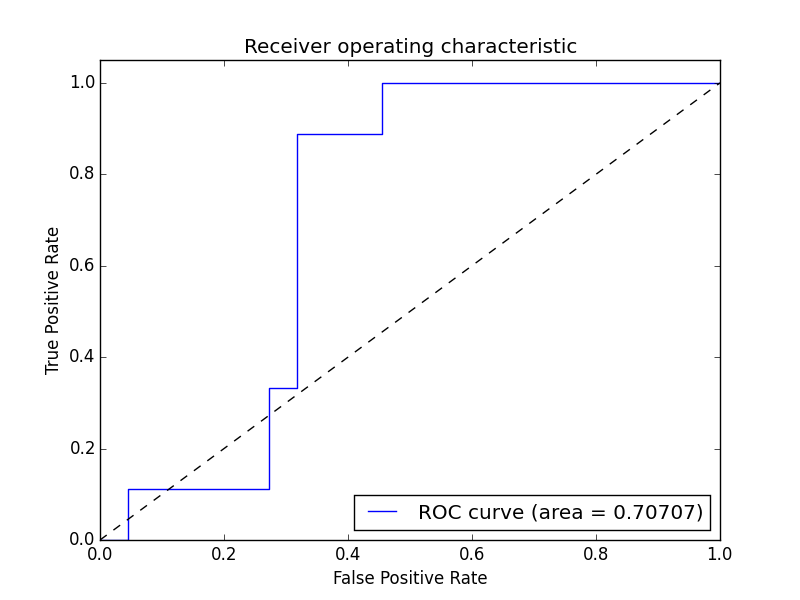 Receiver operating characteristic
1.0
0.8
0.6
0.4
0.2
0.0
True Positive Rate
ROC curve (area = 0.70707)
0.0 0.2 0.4 0.6 0.8 1.0
False Positive Rate